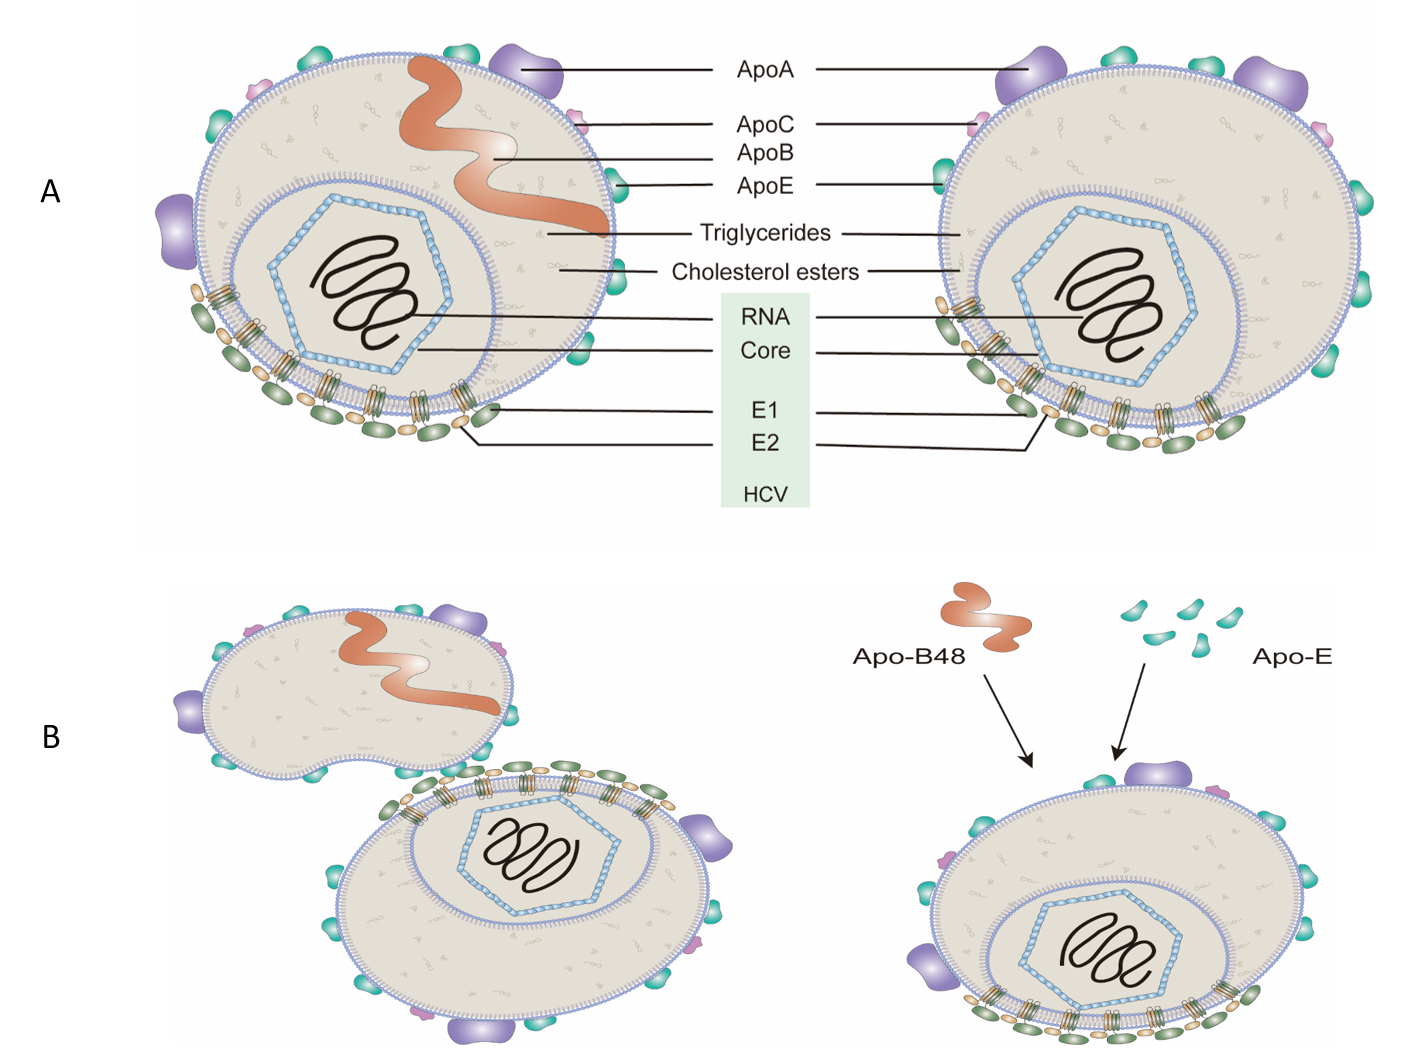 ApoA
ApoC
ApoB
A
ApoE
Triglycerides
Cholesterol esters
RNA
Core
E1
E2
HCV
Apo-B48
Apo-E
B